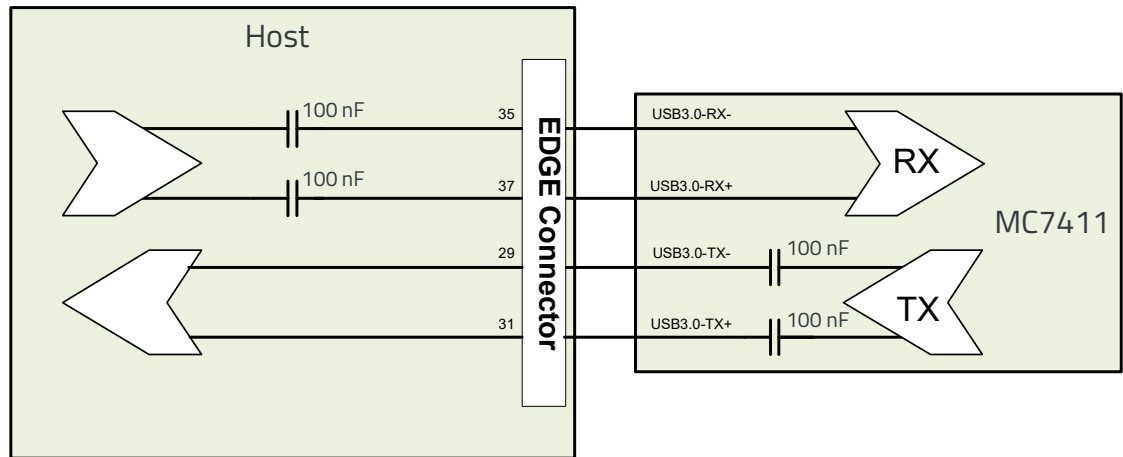 Host
100 nF
35
USB3.0-RX-
100 nF
37
USB3.0-RX+
RX
MC7411
EDGE Connector
29
USB3.0-TX-
100 nF
31
USB3.0-TX+
100 nF
TX